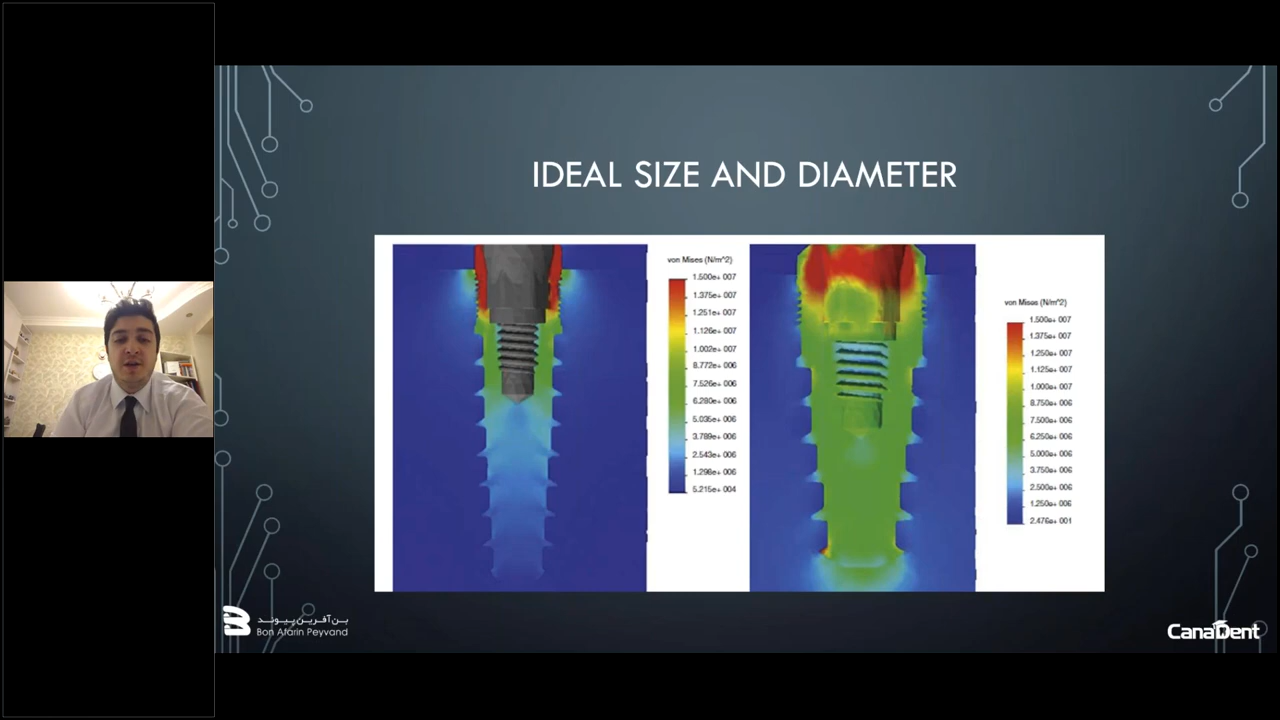 IDEAL SIZE AND DIAMETER
von Mises (N/m^2)
1.500e+ 007
1.375e+ 007
1.251e+ 007
1.126e+ 007
1.002e+ 007
8.772e+ 006
7.526e+ 006
6.280e+ 006
5.035e+ 006
3.789e+ 006
2.543e+ 006
1.298e+ 006
5.215e+ 004
von Mises (N/m^2)
1.500e+ 007
1.375e+ 007
1.250e+ 007
1.125e+ 007
1.000e+ 007
8.750e+ 006
7.500e+ 006
6.250e+ 006
5.000e+ 006
3.750e+ 006
2.500e+ 006
1.250e+ 006
2.476e+ 001
بن‌آفرین‌پیوند
Bon Afarin Peyvand
CanaDent